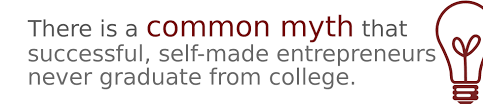 There is a common myth that
successful, self-made entrepreneurs
never graduate from college.